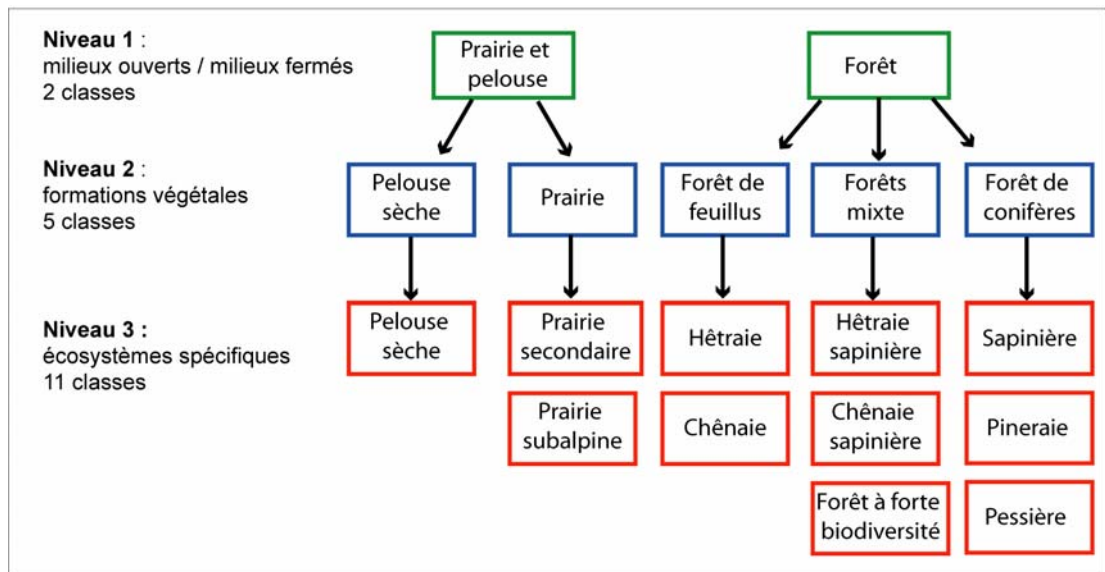 Niveau 1 :
milieux ouverts / milieux fermés
2 classes
Prairie et
pelouse
Forêt
Niveau 2 :
formations végétales
5 classes
Pelouse
sèche
Prairie
Forêt de
feuillus
Forêts
mixte
Forêt de
conifères
Niveau 3 :
écosystèmes spécifiques
11 classes
Pelouse
sèche
Prairie
secondaire
Hêtraie
Hêtraie
sapinière
Sapinière
Prairie
subalpine
Chênaie
Chênaie
sapinière
Pineraie
Forêt à forte
biodiversité
Pessière